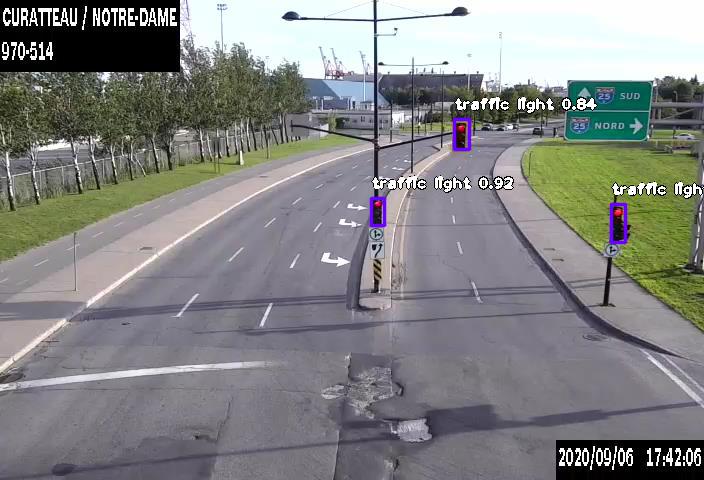 CURATTEAU / NOTRE-DAME
970-514
traffic light 0.84
25 SUD
25 NORD
traffic light 0.92
traffic ligh
2020/09/06 17:42:06